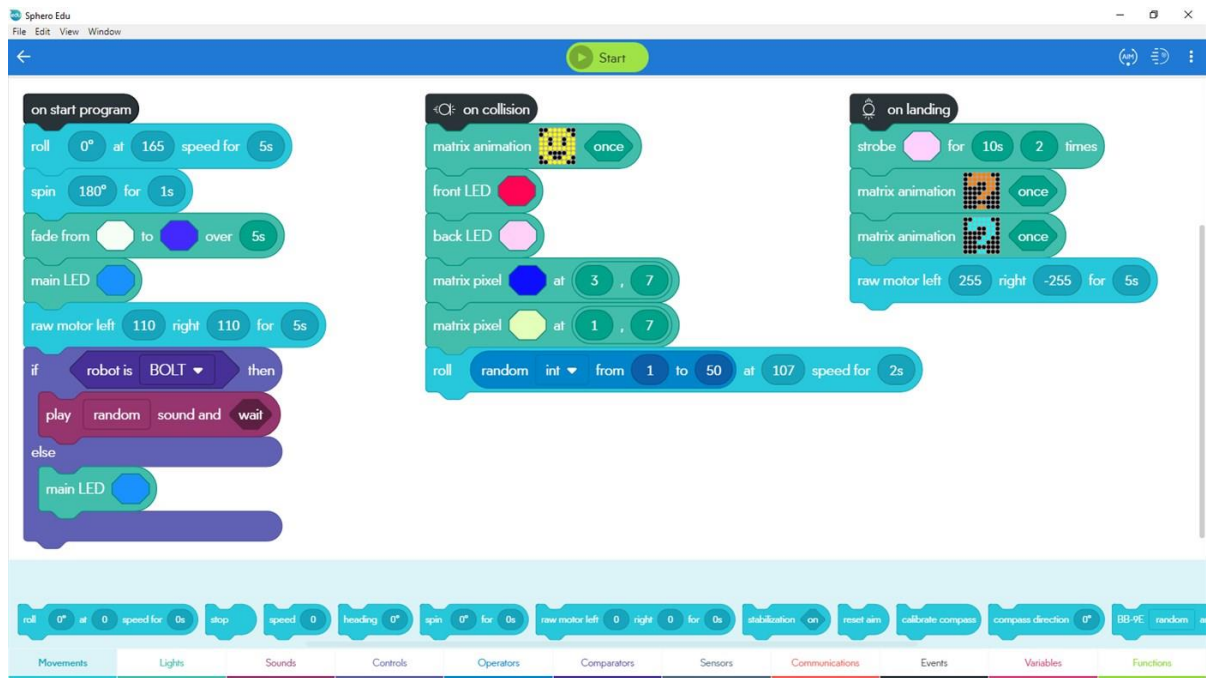 Sphero Edu
File Edit View Window
Start
AIM
on start program
roll 0° at 165 speed for 5s
spin 180° for 1s
fade from to over 5s
main LED
raw motor left 110 right 110 for 5s
if robot is BOLT then
play random sound and wait
else
main LED
on collision
matrix animation once
front LED
back LED
matrix pixel at 3 , 7
matrix pixel at 1 , 7
roll random int from 1 to 50 at 107 speed for 2s
on landing
strobe for 10s 2 times
matrix animation once
matrix animation once
raw motor left 255 right -255 for 5s
roll 0° at 0 speed for 0s stop speed 0 heading 0° spin 0° for 0s raw motor left 0 right 0 for 0s stabilization on reset aim calibrate compass compass direction 0° BB-9E random
Movements Lights Sounds Controls Operators Comparators Sensors Communications Events Variables Functions